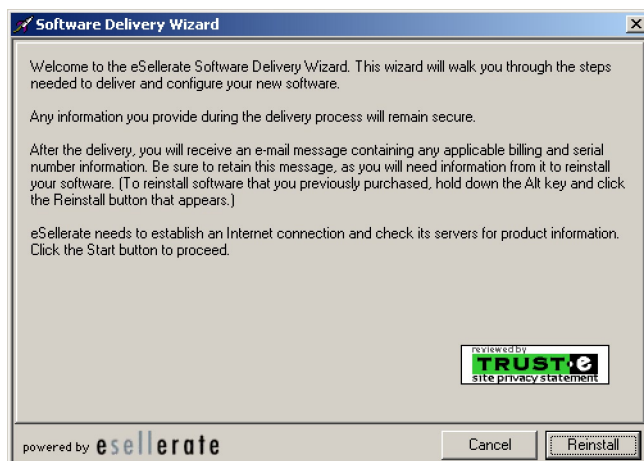 Software Delivery Wizard
Welcome to the eSellerate Software Delivery Wizard. This wizard will walk you through the steps
needed to deliver and configure your new software.
Any information you provide during the delivery process will remain secure.
After the delivery, you will receive an e-mail message containing any applicable billing and serial
number information. Be sure to retain this message, as you will need information from it to reinstall
your software. (To reinstall software that you previously purchased, hold down the Alt key and click
the Reinstall button that appears.)
eSellerate needs to establish an Internet connection and check its servers for product information.
Click the Start button to proceed.
reviewed by
TRUST·e
site privacy statement
powered by esellerate
Cancel
Reinstall